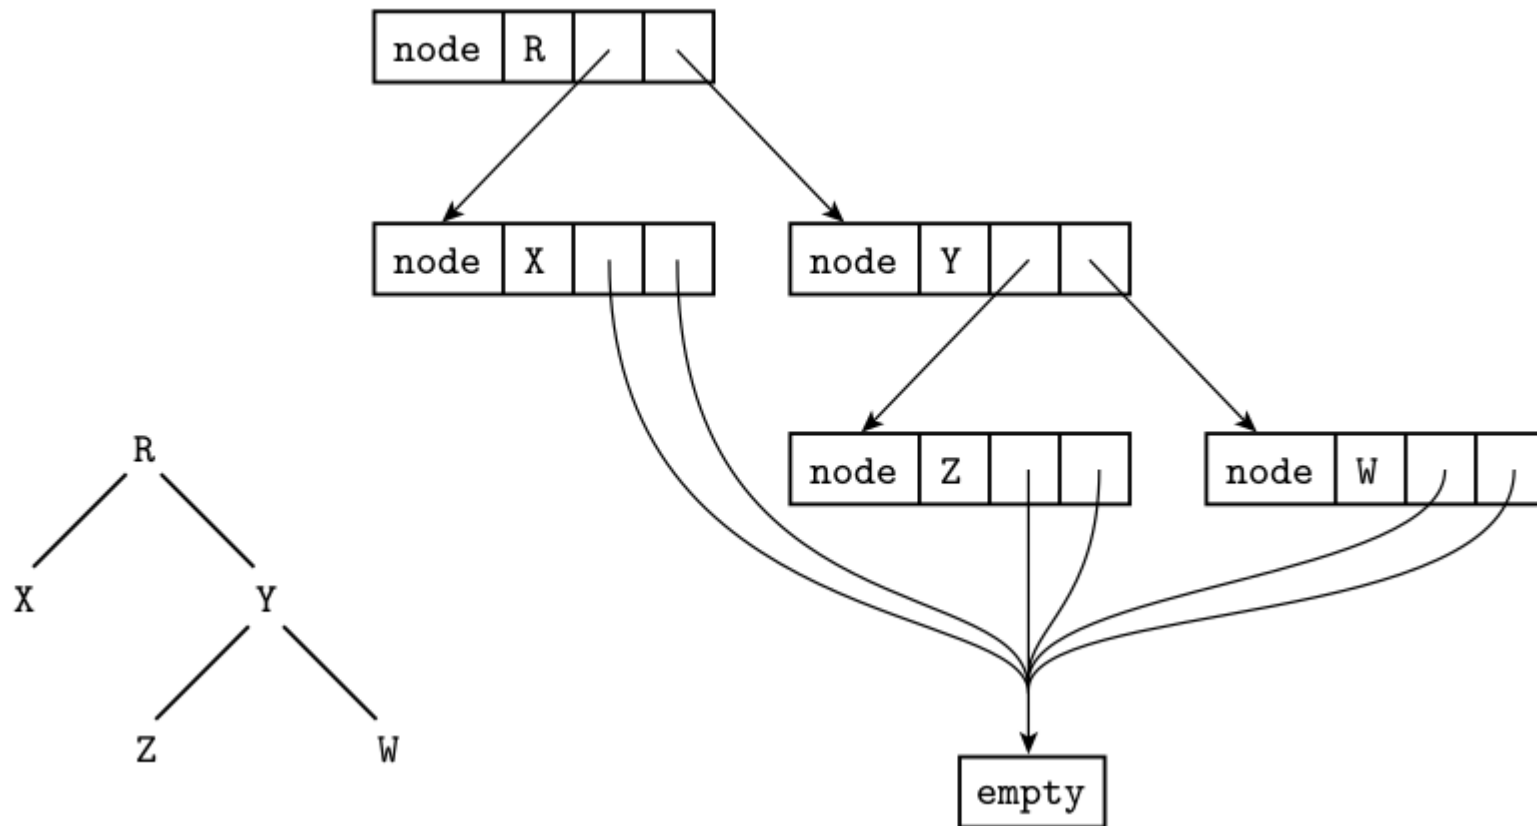 node R
node X
node Y
R
node Z
node W
X
Y
Z
W
empty